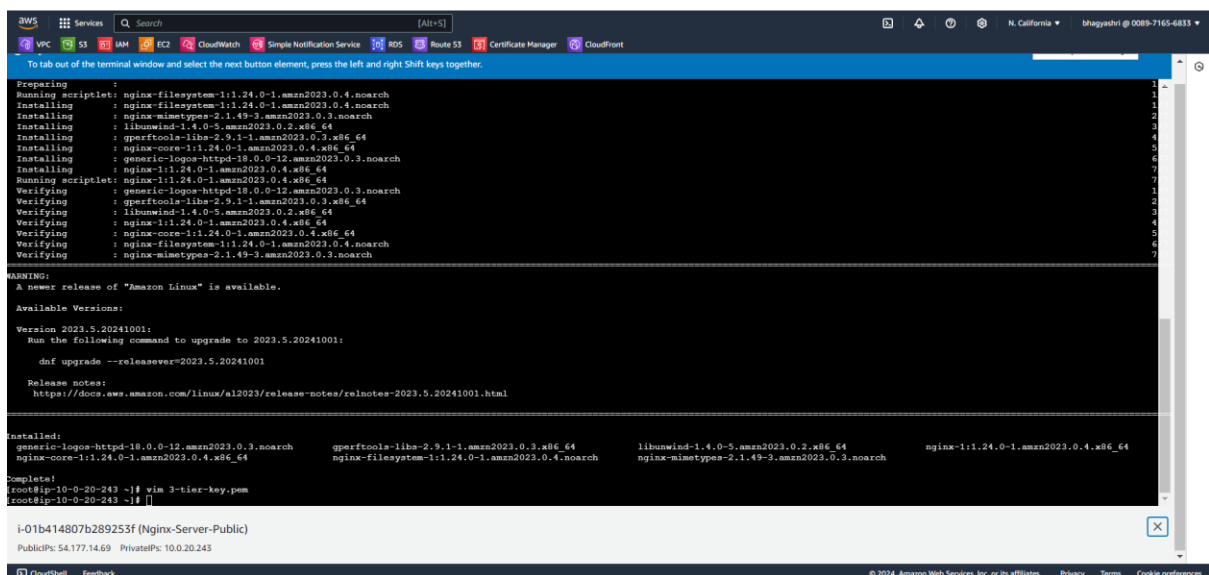 aws Services Search [Alt+S] N. California bhagyashri @ 0089-7165-6833
VPC S3 IAM EC2 CloudWatch Simple Notification Service RDS Route 53 Certificate Manager CloudFront
To tab out of the terminal window and select the next button element, press the left and right Shift keys together.
Preparing : 1
Running scriptlet: nginx-filesystem-1:1.24.0-1.amzn2023.0.4.noarch 1
Installing : nginx-filesystem-1:1.24.0-1.amzn2023.0.4.noarch 1
Installing : nginx-mimetypes-2.1.49-3.amzn2023.0.3.noarch 2
Installing : libunwind-1.4.0-5.amzn2023.0.2.x86_64 3
Installing : gperftools-libs-2.9.1-1.amzn2023.0.3.x86_64 4
Installing : nginx-core-1:1.24.0-1.amzn2023.0.4.x86_64 5
Installing : generic-logos-httpd-18.0.0-12.amzn2023.0.3.noarch 6
Installing : nginx-1:1.24.0-1.amzn2023.0.4.x86_64 7
Running scriptlet: nginx-1:1.24.0-1.amzn2023.0.4.x86_64 7
Verifying : generic-logos-httpd-18.0.0-12.amzn2023.0.3.noarch 1
Verifying : gperftools-libs-2.9.1-1.amzn2023.0.3.x86_64 2
Verifying : libunwind-1.4.0-5.amzn2023.0.2.x86_64 3
Verifying : nginx-1:1.24.0-1.amzn2023.0.4.x86_64 4
Verifying : nginx-core-1:1.24.0-1.amzn2023.0.4.x86_64 5
Verifying : nginx-filesystem-1:1.24.0-1.amzn2023.0.4.noarch 6
Verifying : nginx-mimetypes-2.1.49-3.amzn2023.0.3.noarch 7
WARNING:
A newer release of "Amazon Linux" is available.
Available Versions:
Version 2023.5.20241001:
Run the following command to upgrade to 2023.5.20241001:
dnf upgrade --releasever=2023.5.20241001
Release notes:
https://docs.aws.amazon.com/linux/al2023/release-notes/relnotes-2023.5.20241001.html
Installed:
generic-logos-httpd-18.0.0-12.amzn2023.0.3.noarch gperftools-libs-2.9.1-1.amzn2023.0.3.x86_64 libunwind-1.4.0-5.amzn2023.0.2.x86_64 nginx-1:1.24.0-1.amzn2023.0.4.x86_64
nginx-core-1:1.24.0-1.amzn2023.0.4.x86_64 nginx-filesystem-1:1.24.0-1.amzn2023.0.4.noarch nginx-mimetypes-2.1.49-3.amzn2023.0.3.noarch
Complete!
[root@ip-10-0-20-243 ~]# vim 3-tier-key.pem
[root@ip-10-0-20-243 ~]#
i-01b414807b289253f (Nginx-Server-Public)
PublicIPs: 54.177.14.69 PrivateIPs: 10.0.20.243
CloudShell Feedback © 2024, Amazon Web Services, Inc. or its affiliates. Privacy Terms Cookie preferences